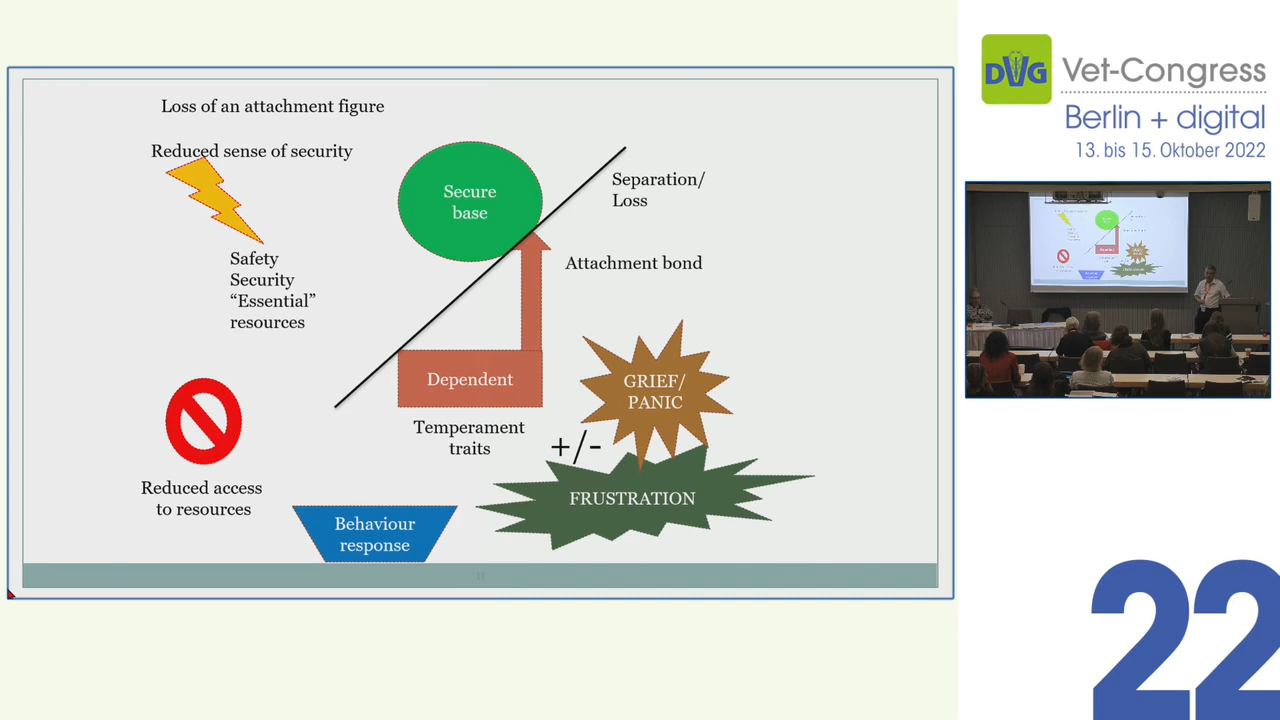 Loss of an attachment figure
Reduced sense of security
Safety
Security
“Essential”
resources
Reduced access
to resources
Secure
base
Separation/
Loss
Attachment bond
Dependent
Temperament
traits
+/-
GRIEF/
PANIC
FRUSTRATION
Behaviour
response
DVG
Vet-Congress
Berlin + digital
13. bis 15. Oktober 2022
22